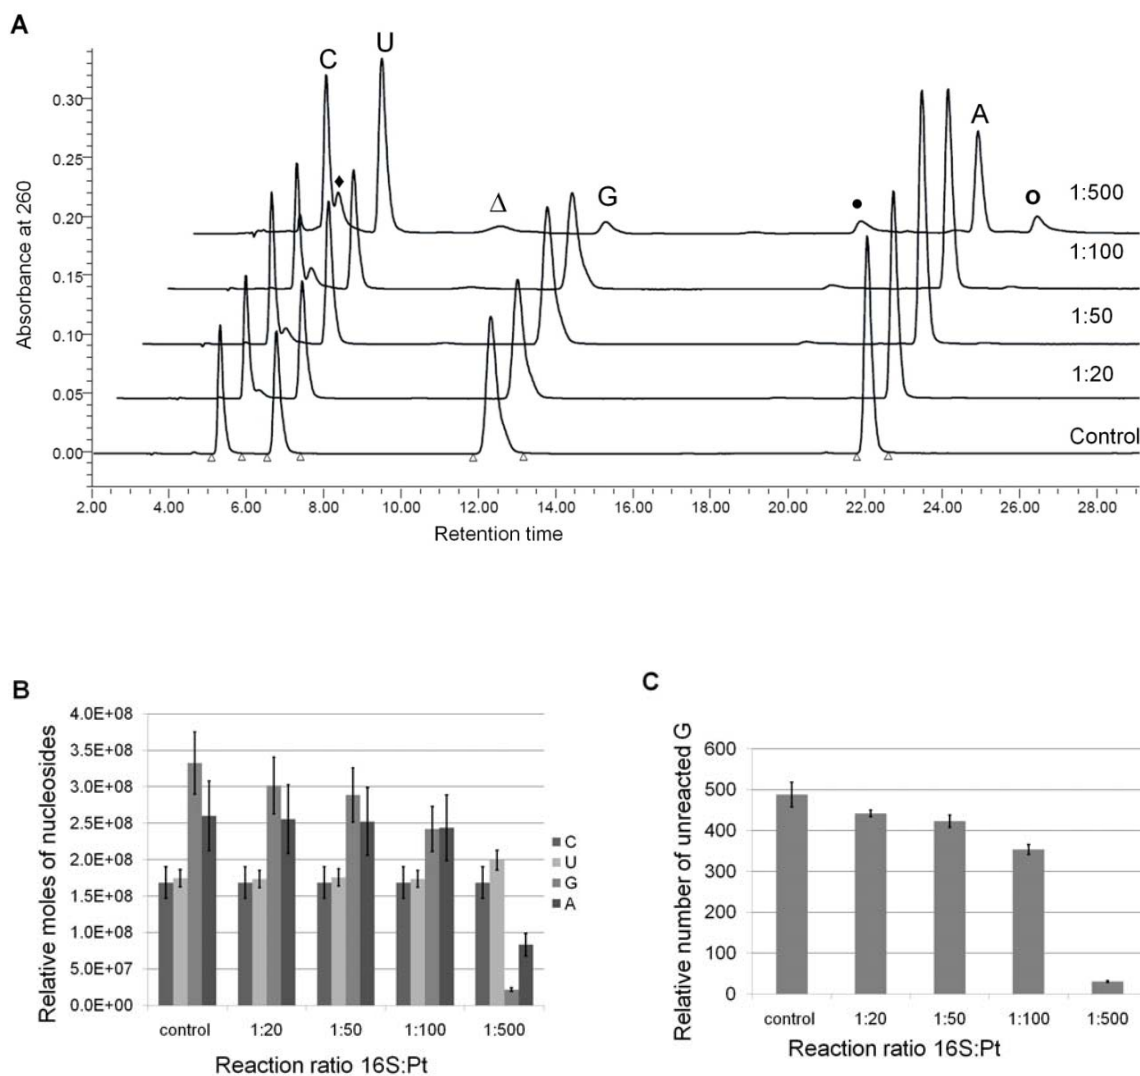 A
C
U
♦
Δ
G
●
A
o
1:500
1:100
1:50
1:20
Control
Absorbance at 260
0.30
0.25
0.20
0.15
0.10
0.05
0.00
2.00 4.00 6.00 8.00 10.00 12.00 14.00 16.00 18.00 20.00 22.00 24.00 26.00 28.00
Retention time
B
Relative moles of nucleosides
4.0E+08
3.5E+08
3.0E+08
2.5E+08
2.0E+08
1.5E+08
1.0E+08
5.0E+07
0.0E+00
control 1:20 1:50 1:100 1:500
Reaction ratio 16S:Pt
C
U
G
A
C
Relative number of unreacted G
600
500
400
300
200
100
0
control 1:20 1:50 1:100 1:500
Reaction ratio 16S:Pt